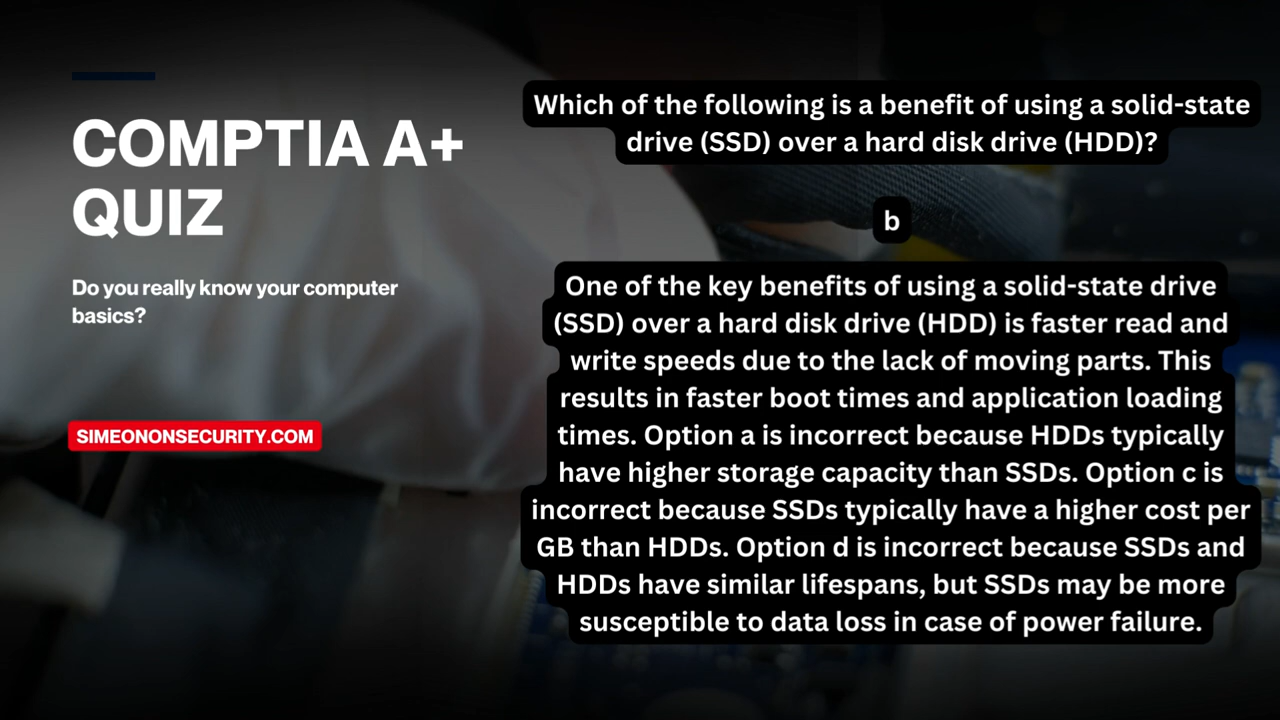 COMPTIA A+
QUIZ
Do you really know your computer
basics?
SIMEONONSECURITY.COM
Which of the following is a benefit of using a solid-state
drive (SSD) over a hard disk drive (HDD)?
b
One of the key benefits of using a solid-state drive
(SSD) over a hard disk drive (HDD) is faster read and
write speeds due to the lack of moving parts. This
results in faster boot times and application loading
times. Option a is incorrect because HDDs typically
have higher storage capacity than SSDs. Option c is
incorrect because SSDs typically have a higher cost per
GB than HDDs. Option d is incorrect because SSDs and
HDDs have similar lifespans, but SSDs may be more
susceptible to data loss in case of power failure.